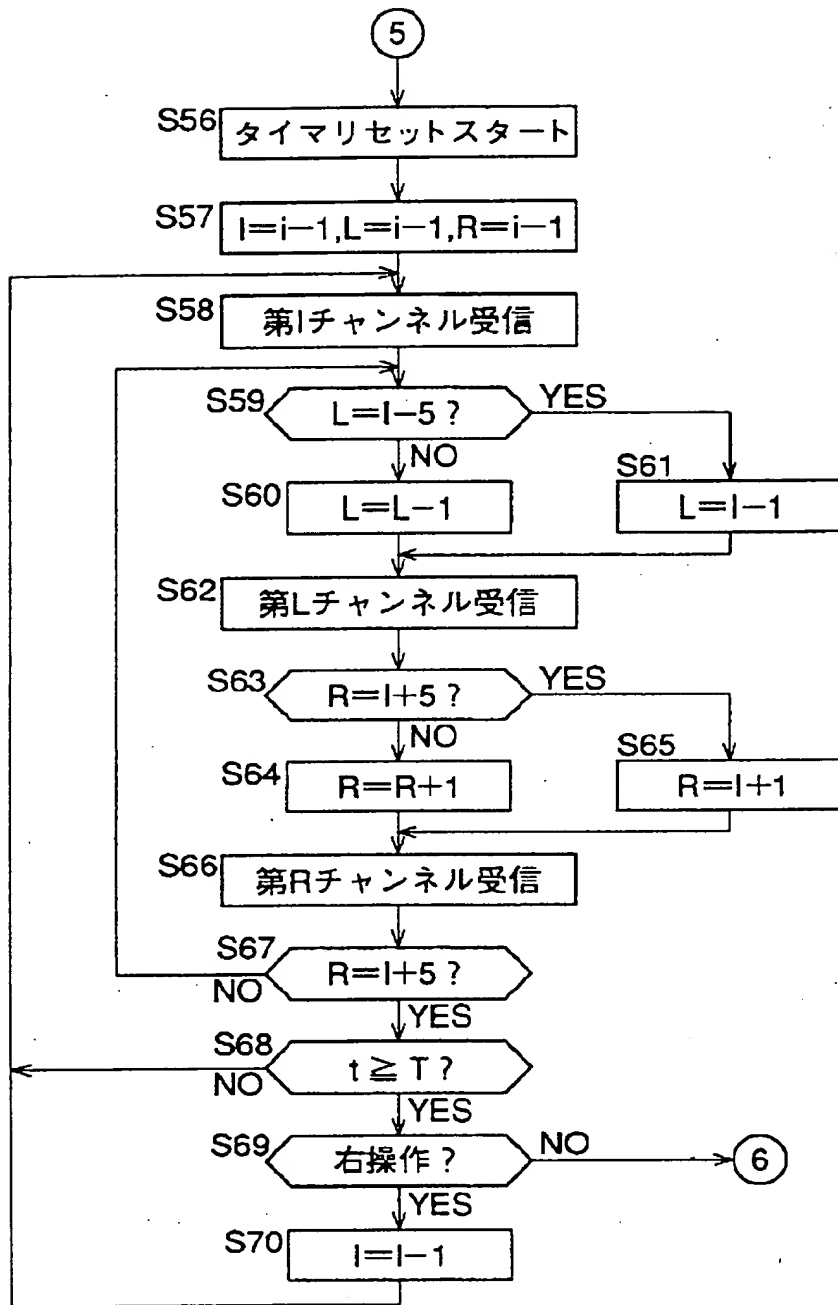 5
S56
タイマリセットスタート
S57
I=i−1,L=i−1,R=i−1
S58
第Iチャンネル受信
S59
L=I−5?
YES
NO
S60
L=L−1
S61
L=I−1
S62
第Lチャンネル受信
S63
R=I+5?
YES
NO
S64
R=R+1
S65
R=I+1
S66
第Rチャンネル受信
S67
R=I+5?
NO
YES
S68
t≧T?
NO
YES
S69
右操作?
NO
6
YES
S70
I=I−1